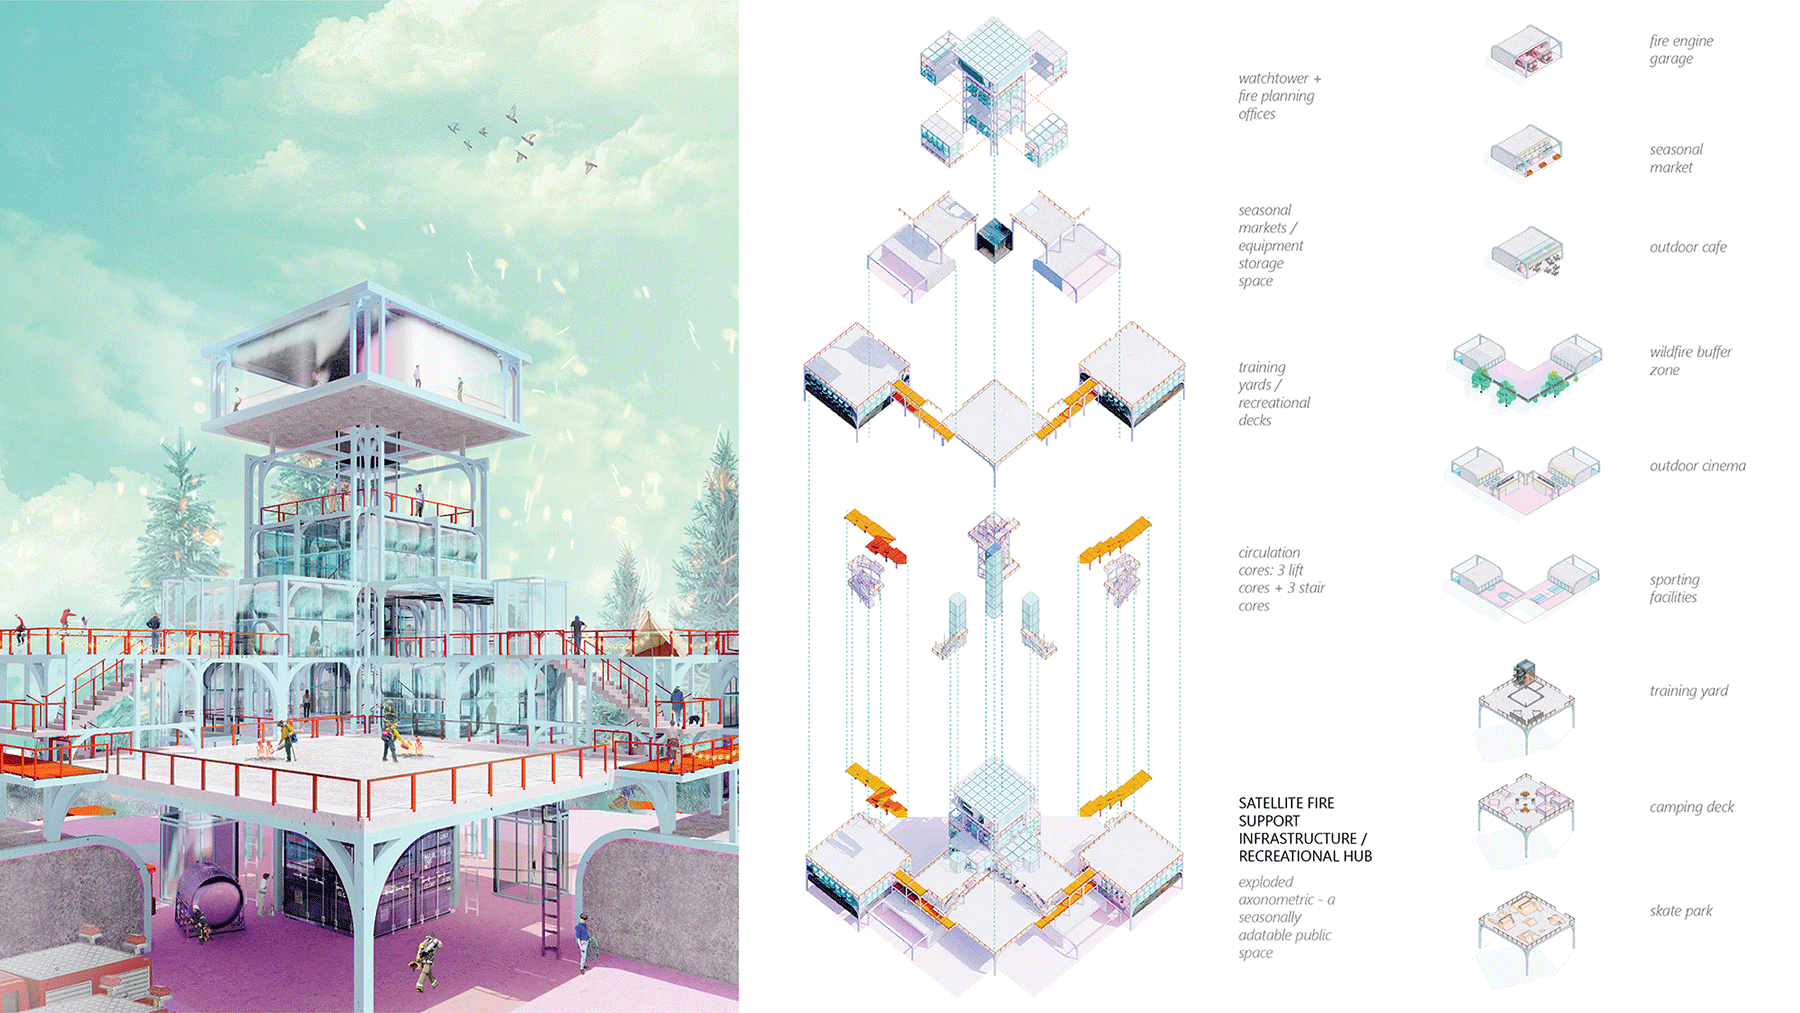 watchtower +
fire planning
offices
seasonal
markets /
equipment
storage
space
training
yards /
recreational
decks
circulation
cores: 3 lift
cores + 3 stair
cores
SATELLITE FIRE
SUPPORT
INFRASTRUCTURE /
RECREATIONAL HUB
exploded
axonometric - a
seasonally
adatable public
space
fire engine
garage
seasonal
market
outdoor cafe
wildfire buffer
zone
outdoor cinema
sporting
facilities
training yard
camping deck
skate park